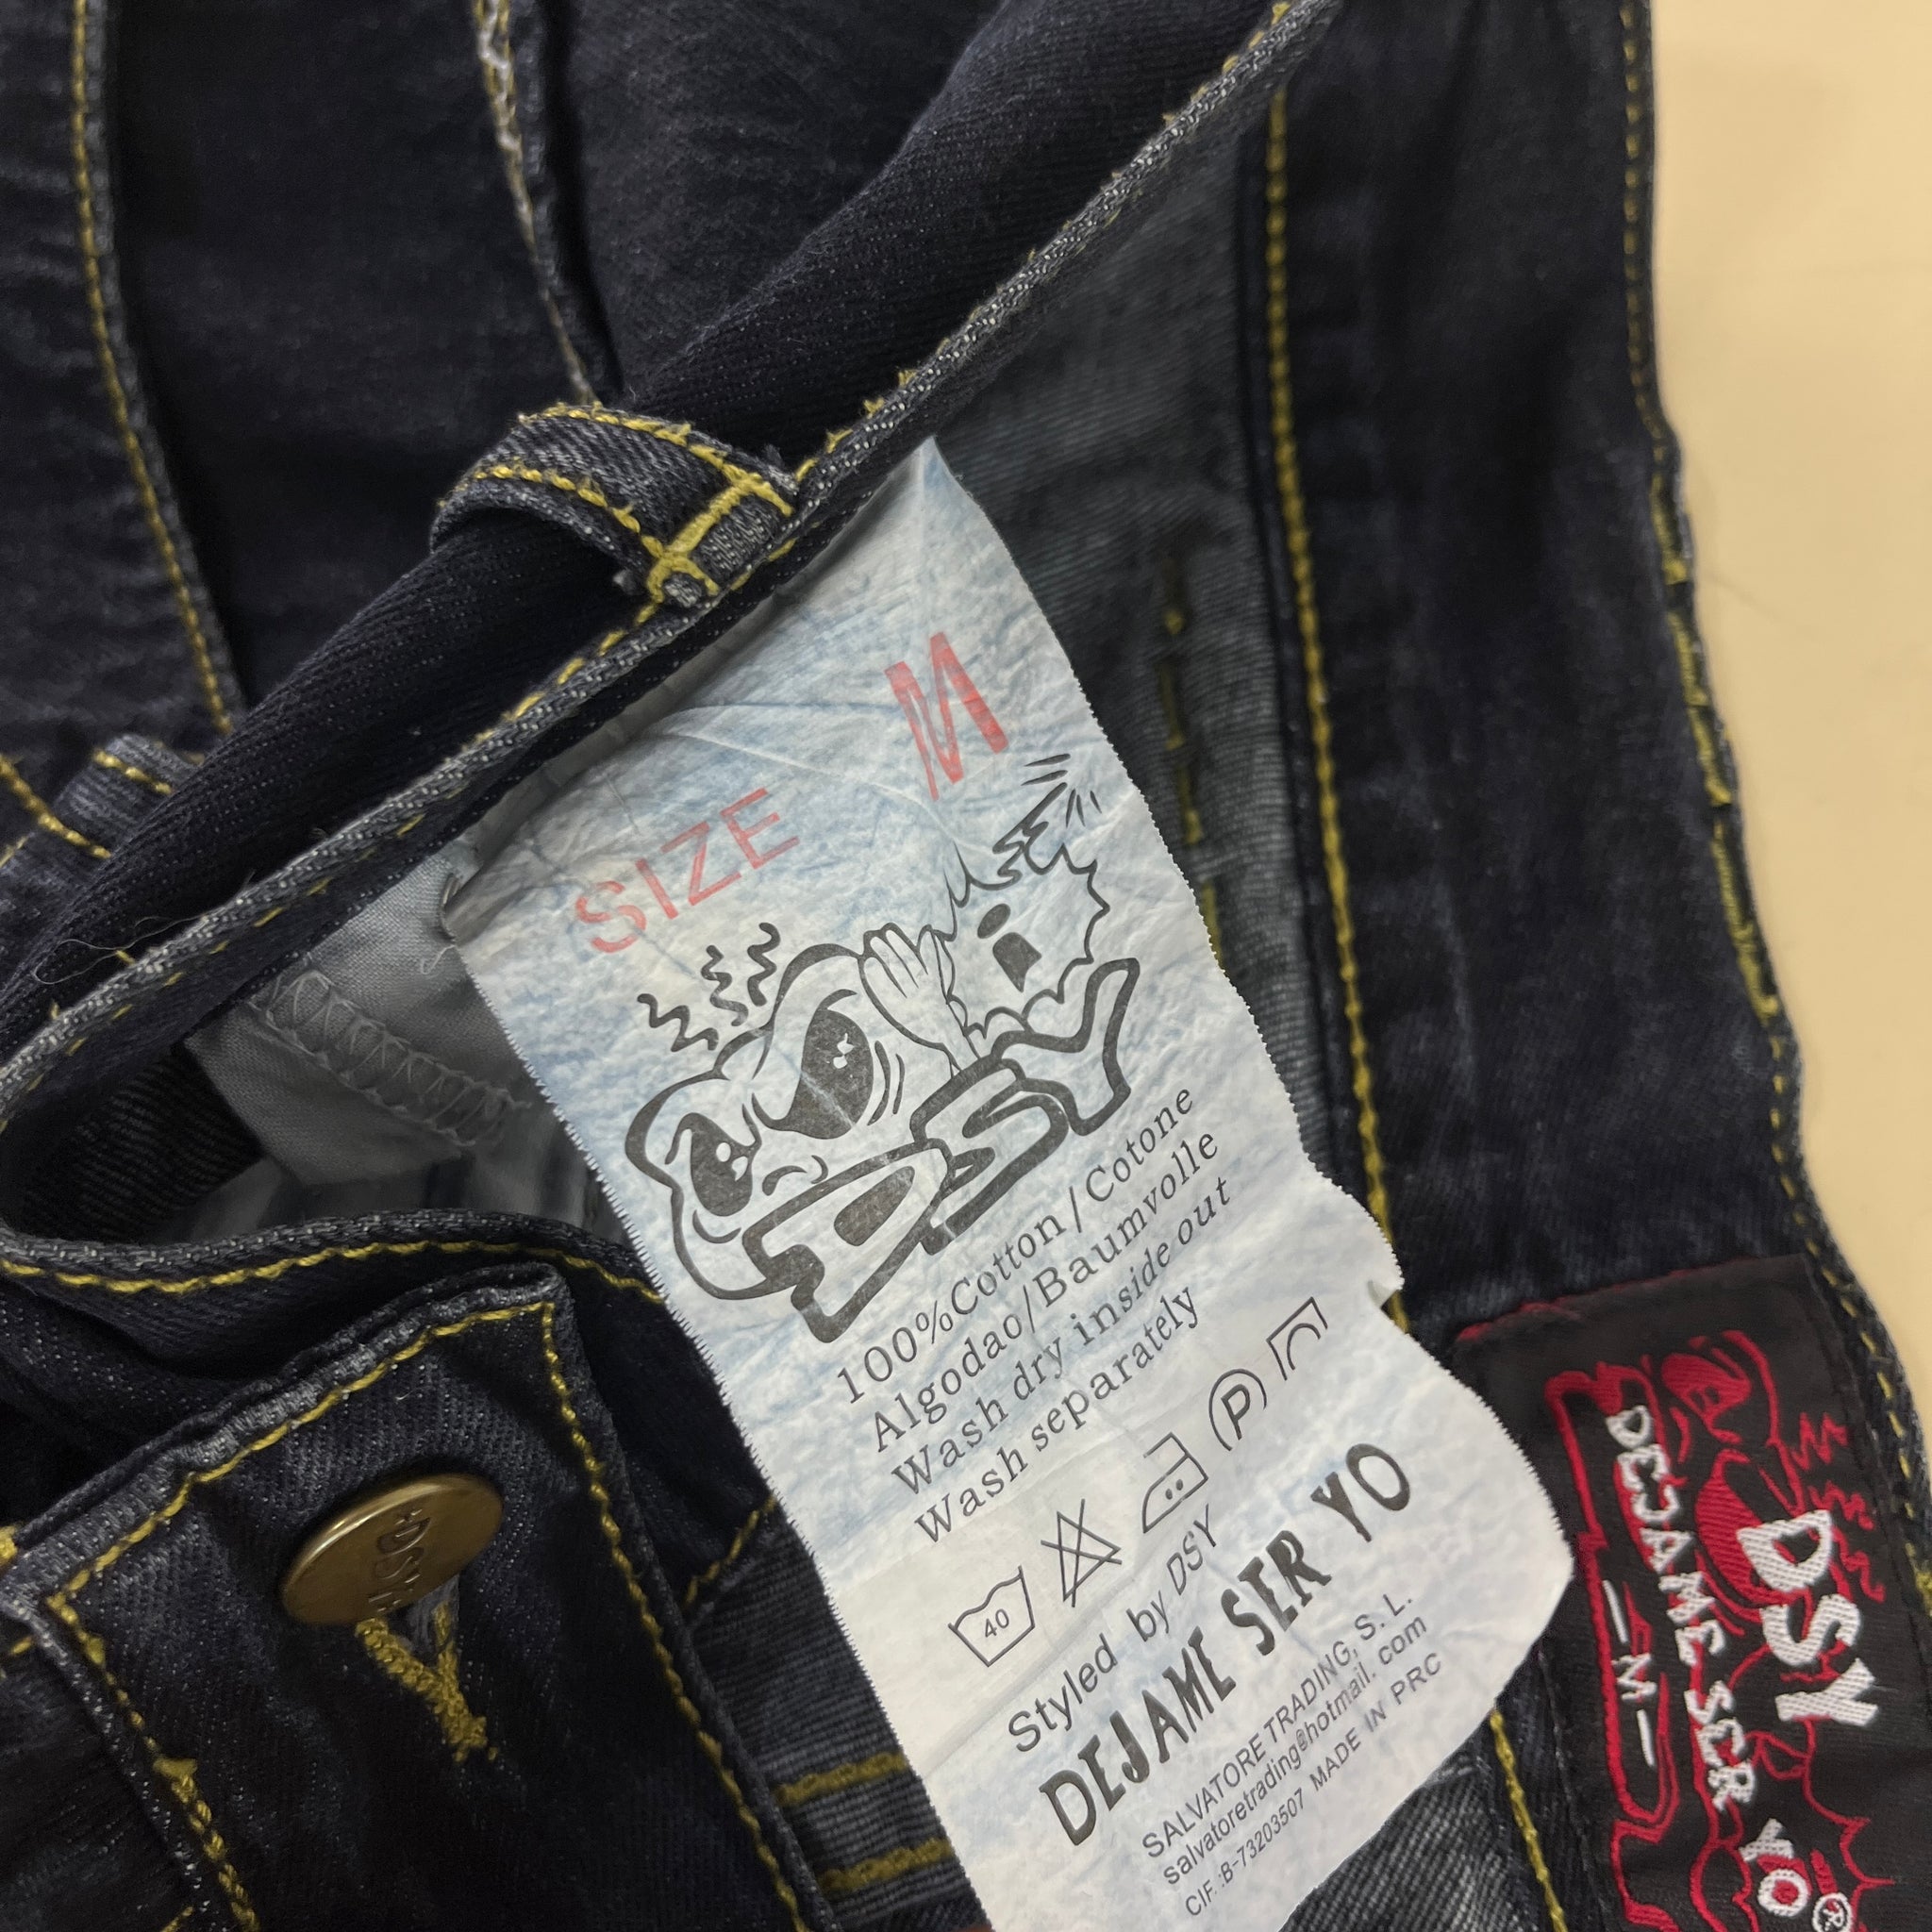 SIZE M
DSY
100%Cotton/Cotone
Algodao/Baumvolle
Wash dry inside out
Wash separately
40 P
Styled by DSY
DEJAME SER YO
SALVATORE TRADING, S.L.
salvatoretrading@hotmail.com
CIF.:B-73203507 MADE IN PRC
DSY
DSY
DEJAME SER YO
-M-